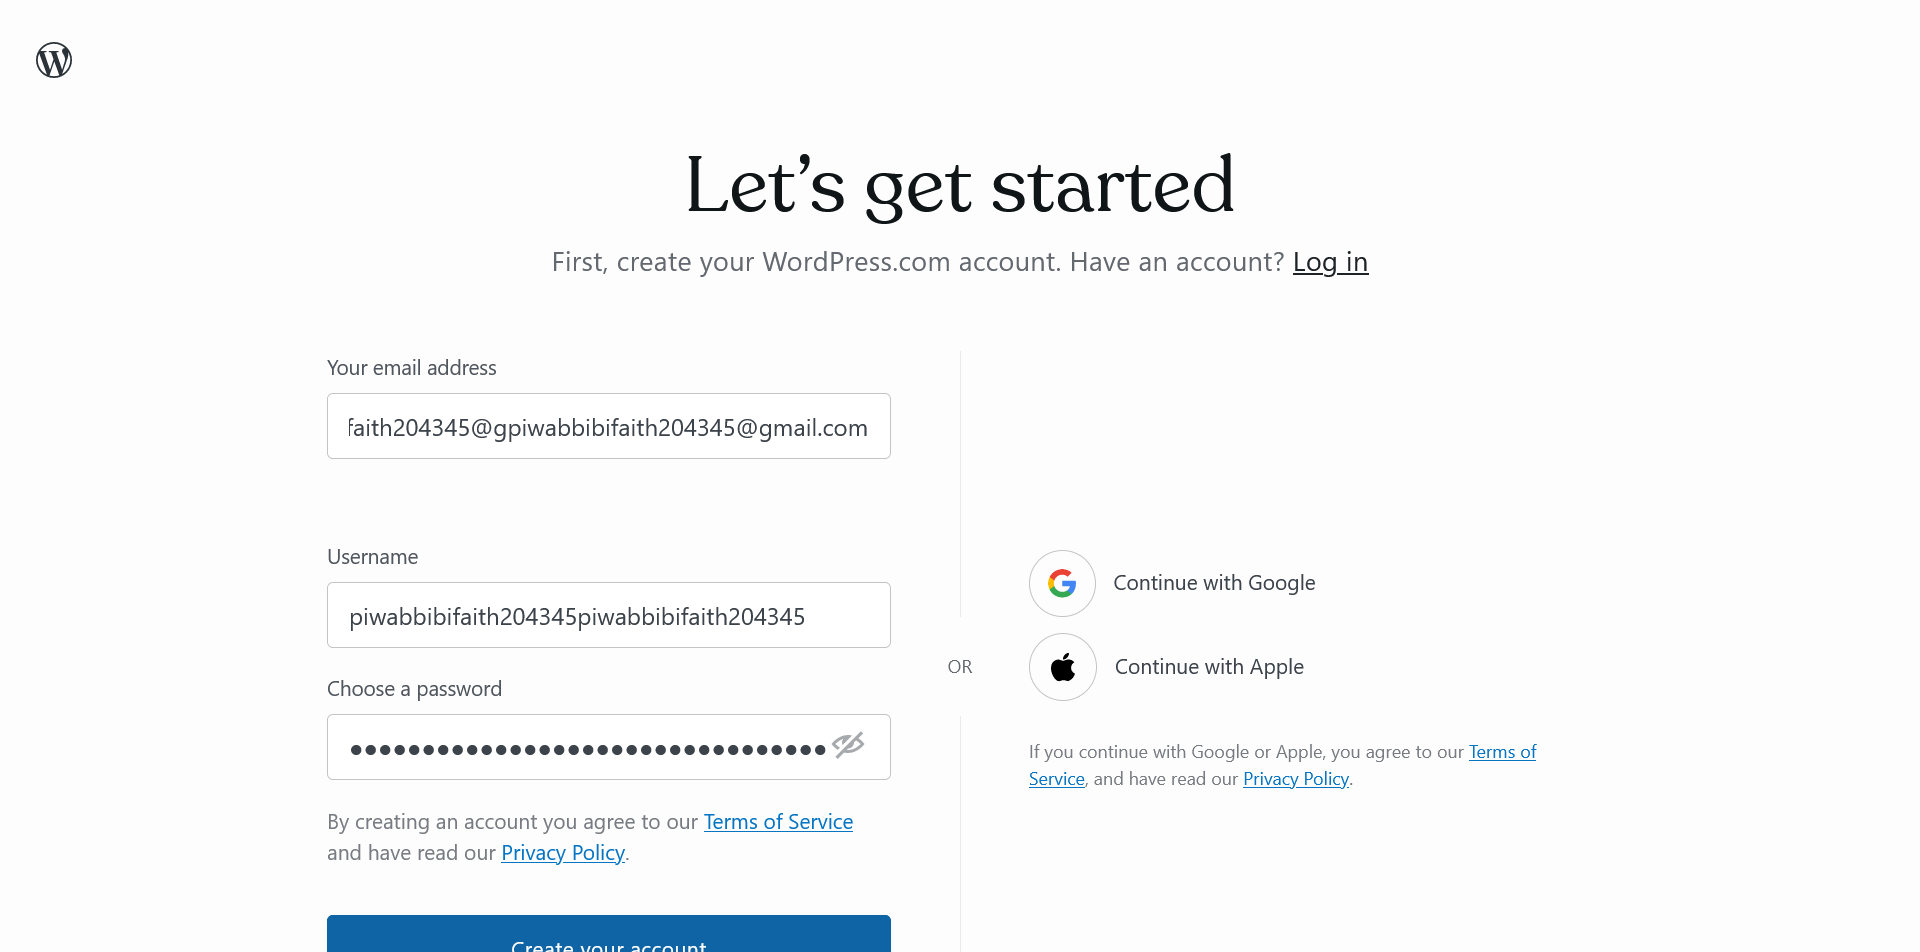 Let's get started
First, create your WordPress.com account. Have an account? Log in
Your email address
faith204345@gpiwabbibifaith204345@gmail.com
Username
piwabbibifaith204345piwabbibifaith204345
Choose a password
By creating an account you agree to our Terms of Service
and have read our Privacy Policy.
Create your account
OR
Continue with Google
Continue with Apple
If you continue with Google or Apple, you agree to our Terms of
Service, and have read our Privacy Policy.